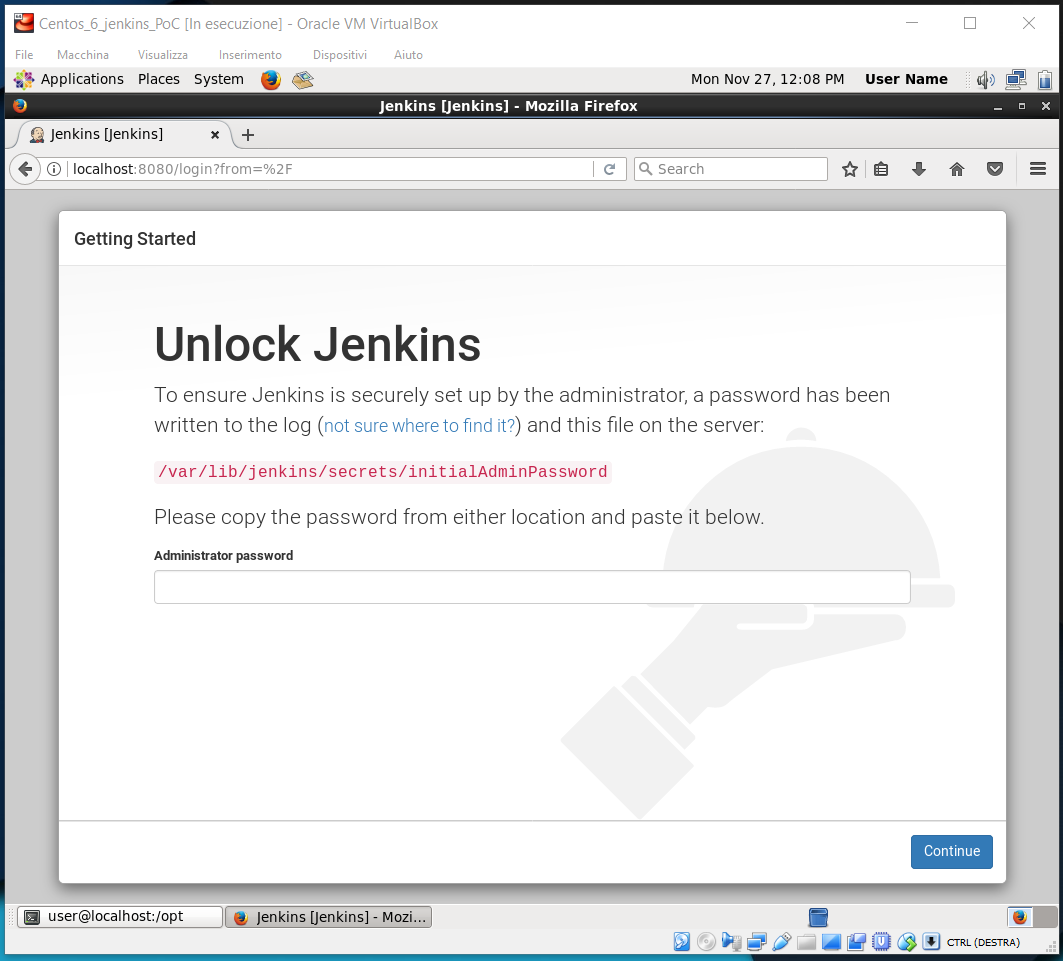 Centos_6_jenkins_PoC [In esecuzione] - Oracle VM VirtualBox
File Macchina Visualizza Inserimento Dispositivi Aiuto
Applications Places System Mon Nov 27, 12:08 PM User Name
Jenkins [Jenkins] - Mozilla Firefox
Jenkins [Jenkins]
localhost:8080/login?from=%2F Search
Getting Started
Unlock Jenkins
To ensure Jenkins is securely set up by the administrator, a password has been
written to the log (not sure where to find it?) and this file on the server:
/var/lib/jenkins/secrets/initialAdminPassword
Please copy the password from either location and paste it below.
Administrator password
Continue
user@localhost:/opt Jenkins [Jenkins] - Mozi...
CTRL (DESTRA)